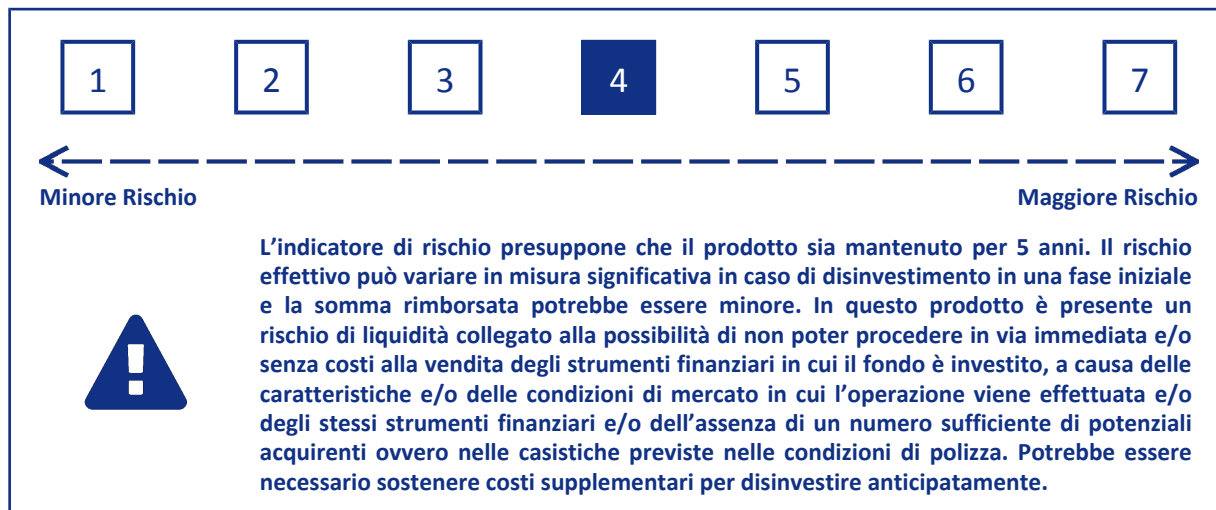 1 2 3 4 5 6 7
Minore Rischio Maggiore Rischio
L’indicatore di rischio presuppone che il prodotto sia mantenuto per 5 anni. Il rischio
effettivo può variare in misura significativa in caso di disinvestimento in una fase iniziale
e la somma rimborsata potrebbe essere minore. In questo prodotto è presente un
rischio di liquidità collegato alla possibilità di non poter procedere in via immediata e/o
senza costi alla vendita degli strumenti finanziari in cui il fondo è investito, a causa delle
caratteristiche e/o delle condizioni di mercato in cui l’operazione viene effettuata e/o
degli stessi strumenti finanziari e/o dell’assenza di un numero sufficiente di potenziali
acquirenti ovvero nelle casistiche previste nelle condizioni di polizza. Potrebbe essere
necessario sostenere costi supplementari per disinvestire anticipatamente.